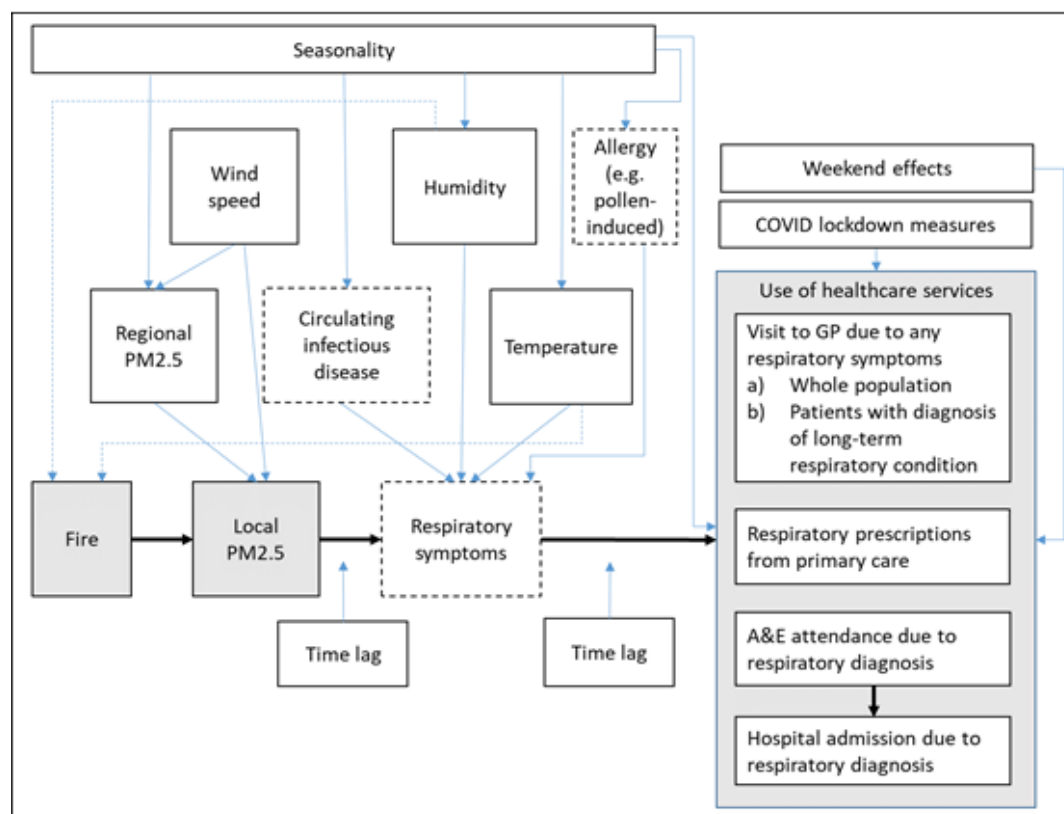 Seasonality
Wind
speed
Humidity
Allergy
(e.g.
pollen-
induced)
Weekend effects
COVID lockdown measures
Regional
PM2.5
Circulating
infectious
disease
Temperature
Use of healthcare services
Visit to GP due to any
respiratory symptoms
a) Whole population
b) Patients with diagnosis
of long-term
respiratory condition
Fire
Local
PM2.5
Respiratory
symptoms
Respiratory prescriptions
from primary care
Time lag
Time lag
A&E attendance due to
respiratory diagnosis
Hospital admission due to
respiratory diagnosis